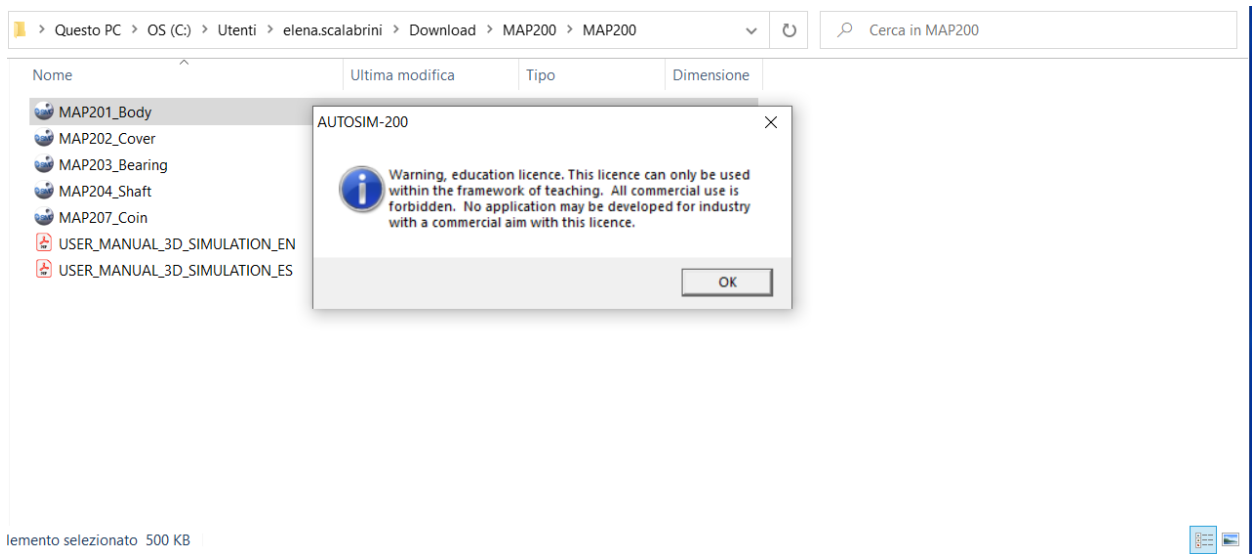 > Questo PC > OS (C:) > Utenti > elena.scalabrini > Download > MAP200 > MAP200
Cerca in MAP200
Nome Ultima modifica Tipo Dimensione
MAP201_Body
MAP202_Cover
MAP203_Bearing
MAP204_Shaft
MAP207_Coin
USER_MANUAL_3D_SIMULATION_EN
USER_MANUAL_3D_SIMULATION_ES
AUTOSIM-200
Warning, education licence. This licence can only be used
within the framework of teaching. All commercial use is
forbidden. No application may be developed for industry
with a commercial aim with this licence.
OK
lemento selezionato 500 KB